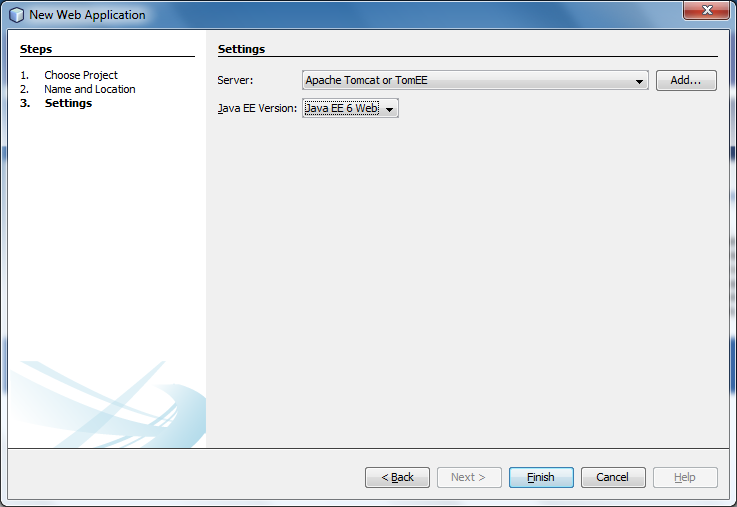 New Web Application
Steps
1. Choose Project
2. Name and Location
3. Settings
Settings
Server: Apache Tomcat or TomEE Add...
Java EE Version: Java EE 6 Web
< Back Next > Finish Cancel Help